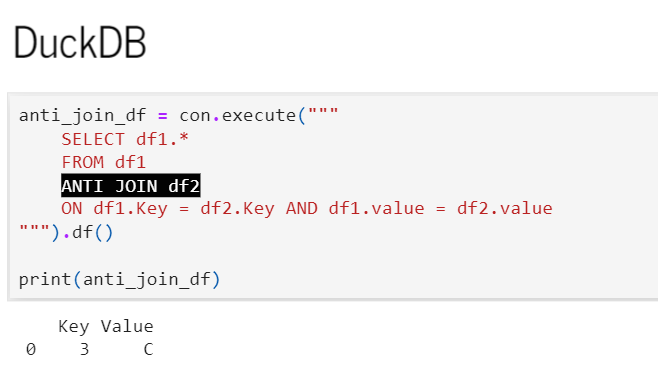 DuckDB
anti_join_df = con.execute("""
SELECT df1.*
FROM df1
ANTI JOIN df2
ON df1.Key = df2.Key AND df1.value = df2.value
""").df()
print(anti_join_df)
Key Value
0 3 C